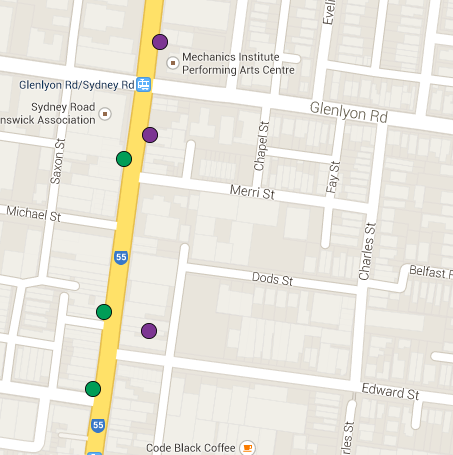 Eveli
Mechanics Institute
Performing Arts Centre
Glenlyon Rd/Sydney Rd
Sydney Road
nswick Association
Glenlyon Rd
Saxon St
Chapel St
Fay St
Merri St
Michael St
Charles St
55
Dods St
Belfast R
Edward St
55
rles St
Code Black Coffee